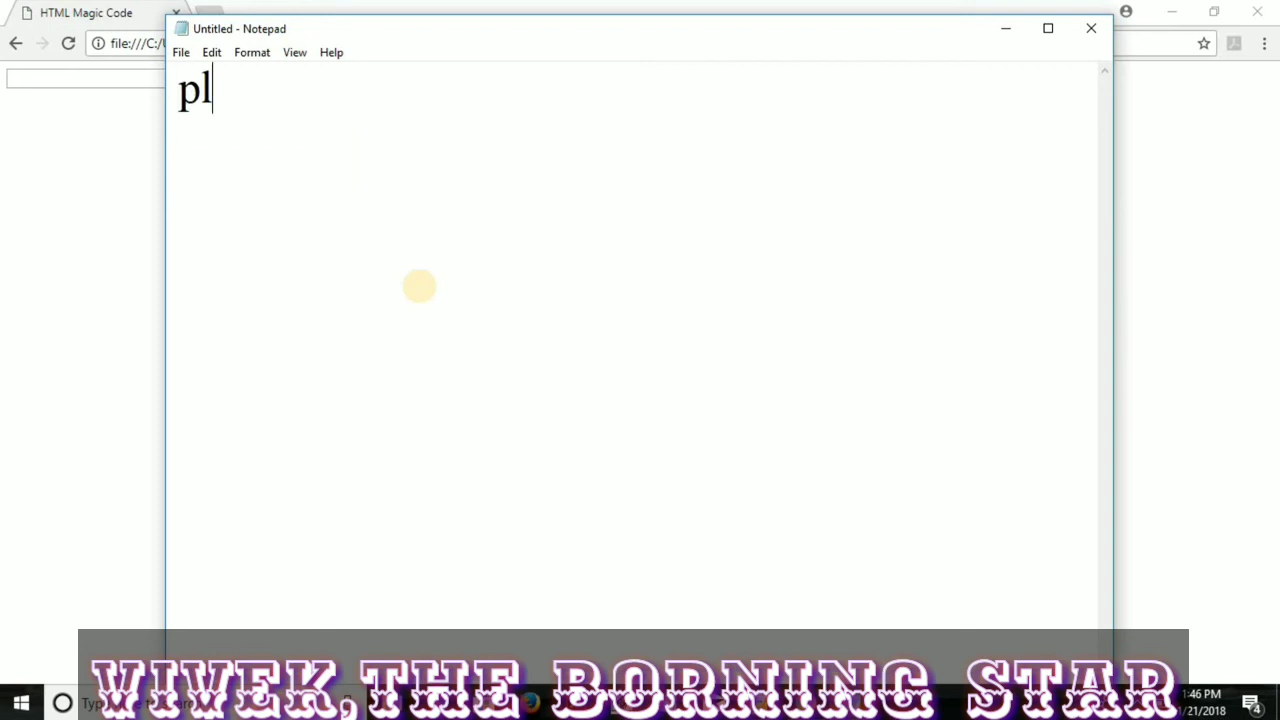 HTML Magic Code
Untitled - Notepad
file:///C:/
File Edit Format View Help
pl
VIVEK,THE BORNING STAR
1:46 PM
1/21/2018
4